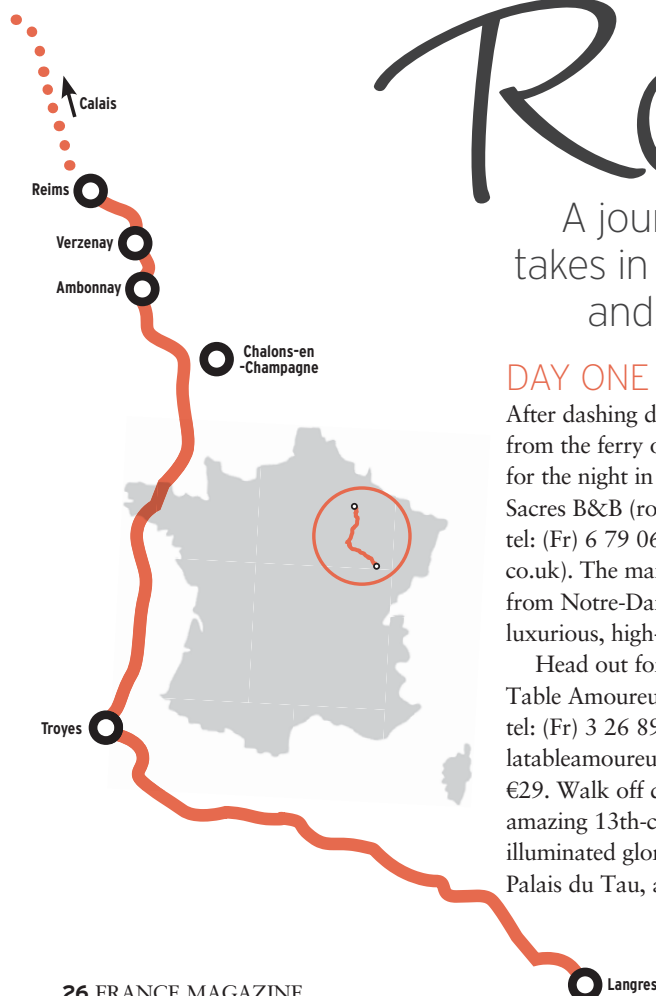 Calais
Reims
Verzenay
Ambonnay
Chalons-en
-Champagne
Troyes
Langres
A jour
takes in
and
DAY ONE
After dashing d
from the ferry o
for the night in
Sacres B&B (ro
tel: (Fr) 6 79 06
co.uk). The mai
from Notre-Dar
luxurious, high-
Head out for
Table Amoureu
tel: (Fr) 3 26 89
latableamoureu
€29. Walk off d
amazing 13th-c
illuminated glor
Palais du Tau, a
26 FRANCE MAGAZINE